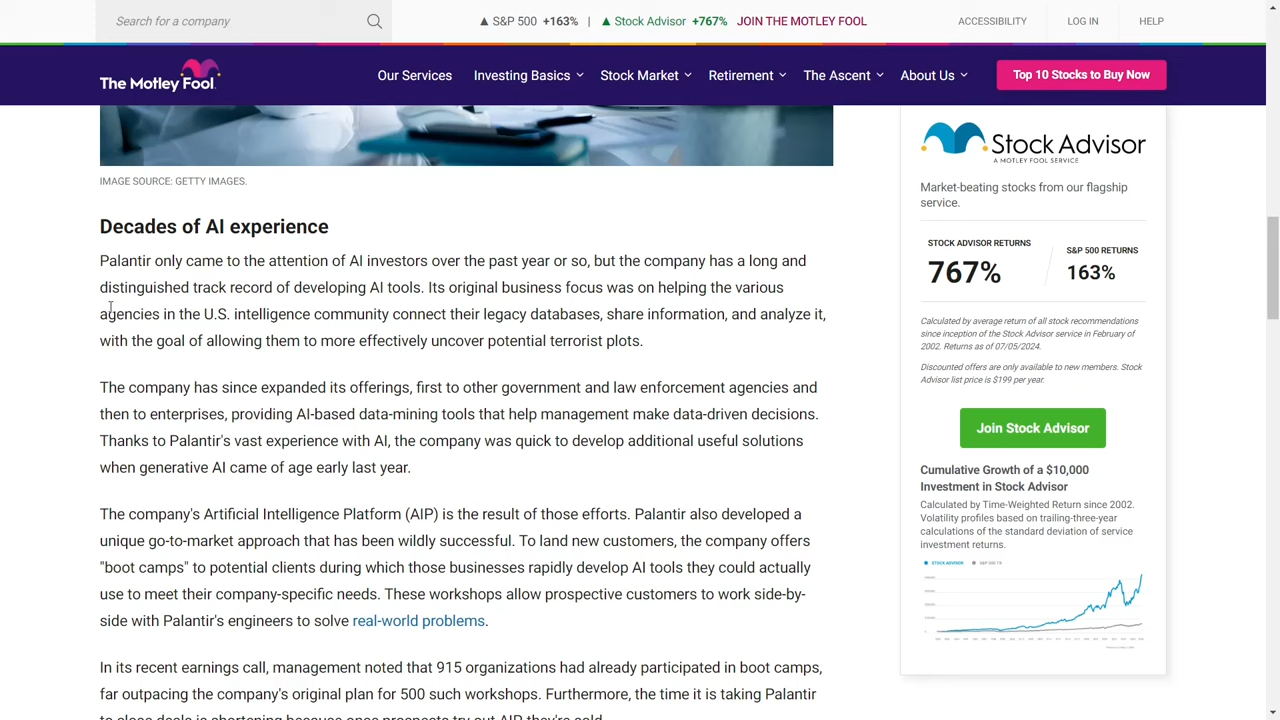 Search for a company
▲ S&P 500 +163% | ▲ Stock Advisor +767% JOIN THE MOTLEY FOOL
ACCESSIBILITY
LOG IN
HELP
The Motley Fool
Our Services
Investing Basics
Stock Market
Retirement
The Ascent
About Us
Top 10 Stocks to Buy Now
IMAGE SOURCE: GETTY IMAGES.
Decades of AI experience
Palantir only came to the attention of AI investors over the past year or so, but the company has a long and
distinguished track record of developing AI tools. Its original business focus was on helping the various
agencies in the U.S. intelligence community connect their legacy databases, share information, and analyze it,
with the goal of allowing them to more effectively uncover potential terrorist plots.
The company has since expanded its offerings, first to other government and law enforcement agencies and
then to enterprises, providing AI-based data-mining tools that help management make data-driven decisions.
Thanks to Palantir's vast experience with AI, the company was quick to develop additional useful solutions
when generative AI came of age early last year.
The company's Artificial Intelligence Platform (AIP) is the result of those efforts. Palantir also developed a
unique go-to-market approach that has been wildly successful. To land new customers, the company offers
"boot camps" to potential clients during which those businesses rapidly develop AI tools they could actually
use to meet their company-specific needs. These workshops allow prospective customers to work side-by-
side with Palantir's engineers to solve real-world problems.
In its recent earnings call, management noted that 915 organizations had already participated in boot camps,
far outpacing the company's original plan for 500 such workshops. Furthermore, the time it is taking Palantir
to close deals is shortening because once prospects try out AIP, they're sold.
Stock Advisor
A MOTLEY FOOL SERVICE
Market-beating stocks from our flagship
service.
STOCK ADVISOR RETURNS
767%
S&P 500 RETURNS
163%
Calculated by average return of all stock recommendations
since inception of the Stock Advisor service in February of
2002. Returns as of 07/05/2024.
Discounted offers are only available to new members. Stock
Advisor list price is $199 per year.
Join Stock Advisor
Cumulative Growth of a $10,000
Investment in Stock Advisor
Calculated by Time-Weighted Return since 2002.
Volatility profiles based on trailing-three-year
calculations of the standard deviation of service
investment returns.
STOCK ADVISOR